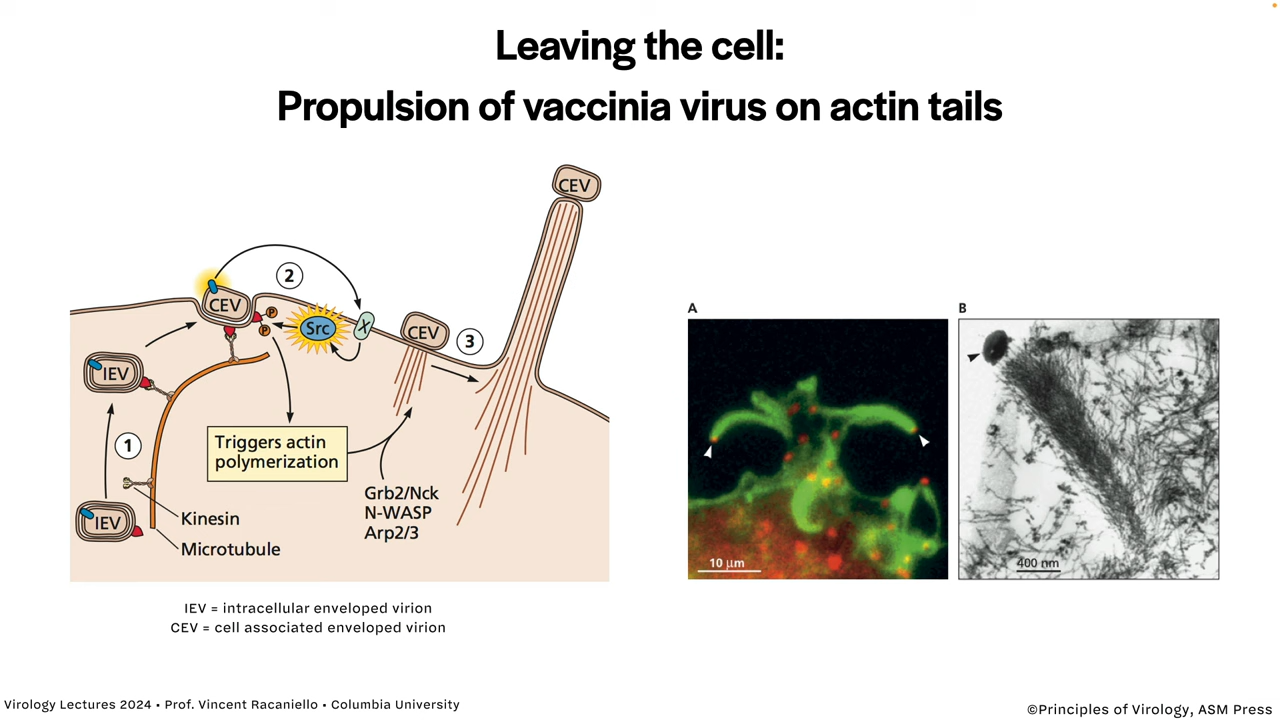 Leaving the cell:
Propulsion of vaccinia virus on actin tails
CEV
2
CEV
P
P
Src
X
CEV
3
IEV
1
Triggers actin
polymerization
Grb2/Nck
N-WASP
Arp2/3
IEV
Kinesin
Microtubule
IEV = intracellular enveloped virion
CEV = cell associated enveloped virion
A
10 μm
B
400 nm
Virology Lectures 2024 • Prof. Vincent Racaniello • Columbia University
©Principles of Virology, ASM Press